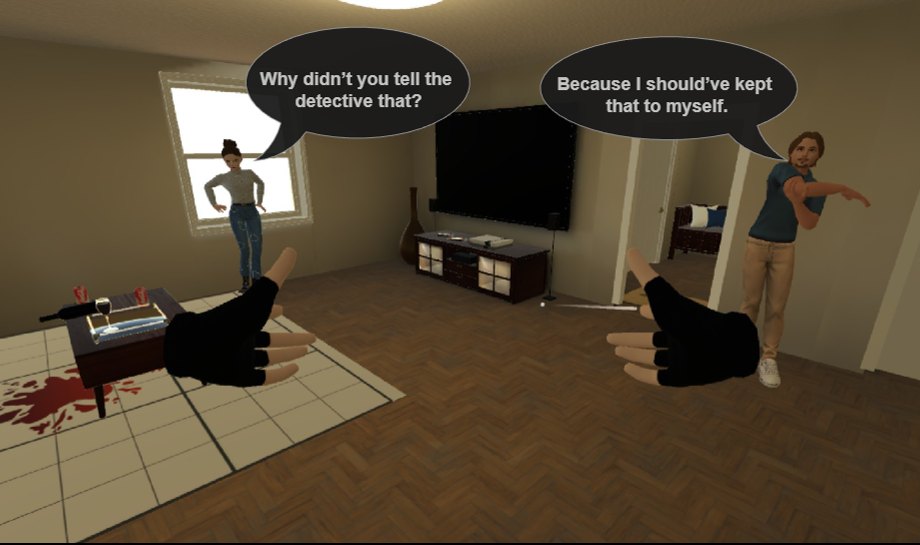 Why didn't you tell the
detective that?
Because I should've kept
that to myself.